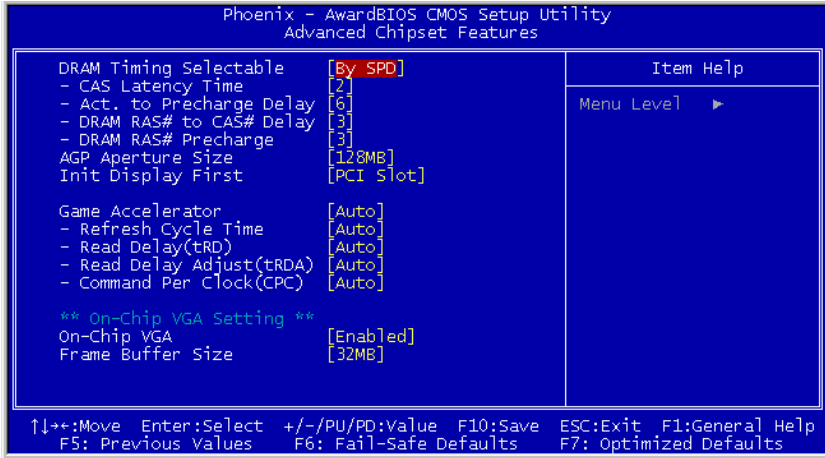 Phoenix - AwardBIOS CMOS Setup Utility
Advanced Chipset Features
DRAM Timing Selectable [By SPD]
- CAS Latency Time [2]
- Act. to Precharge Delay [6]
- DRAM RAS# to CAS# Delay [3]
- DRAM RAS# Precharge [3]
AGP Aperture Size [128MB]
Init Display First [PCI Slot]
Game Accelerator [Auto]
- Refresh Cycle Time [Auto]
- Read Delay(tRD) [Auto]
- Read Delay Adjust(tRDA) [Auto]
- Command Per Clock(CPC) [Auto]
** On-Chip VGA Setting **
On-Chip VGA [Enabled]
Frame Buffer Size [32MB]
Item Help
Menu Level ►
↑↓→←:Move Enter:Select +/-/PU/PD:Value F10:Save ESC:Exit F1:General Help
F5: Previous Values F6: Fail-Safe Defaults F7: Optimized Defaults